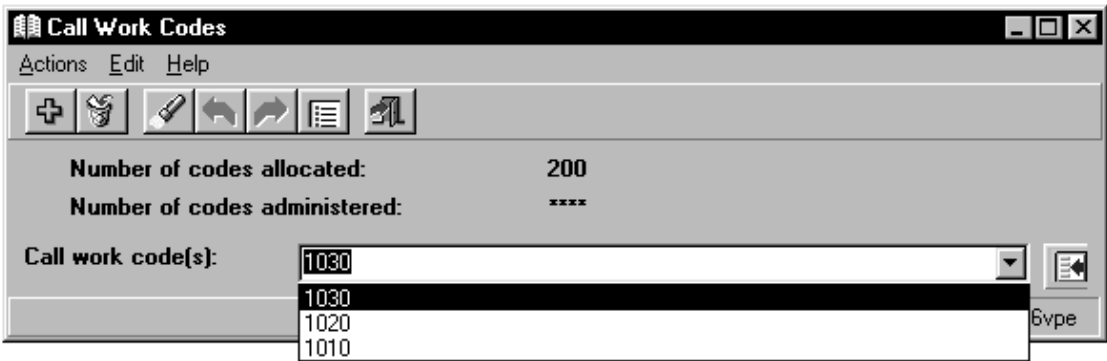 Call Work Codes
Actions Edit Help
Number of codes allocated: 200
Number of codes administered: ****
Call work code(s): 1030
1030
1020
1010
6vpe